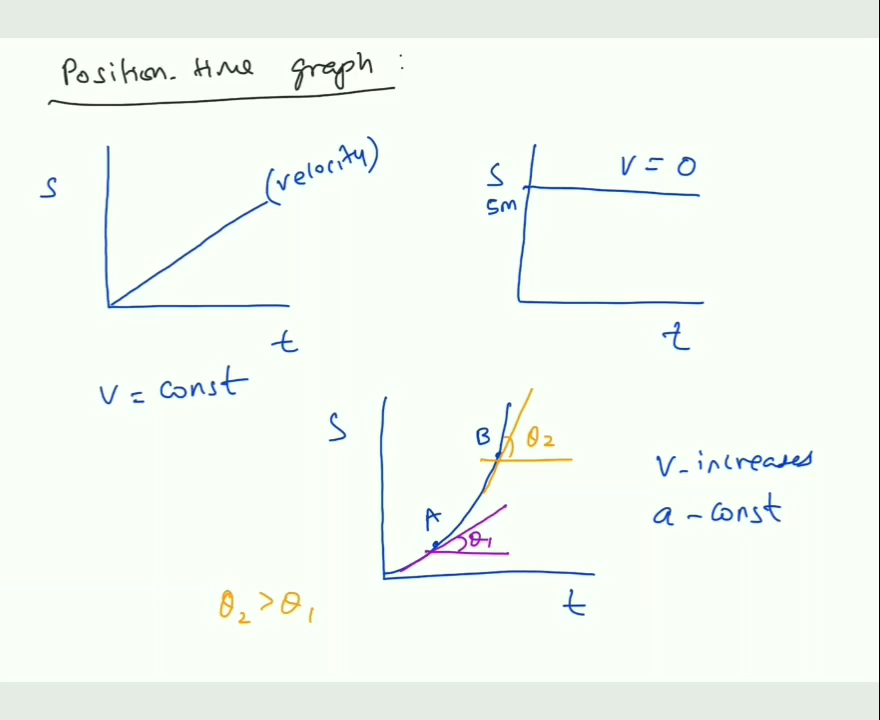 Position-time graph :
S
(velocity)
t
V = const
S
5m
V = 0
t
S
B
θ2
A
θ1
t
V-increases
a - const
θ2 > θ1